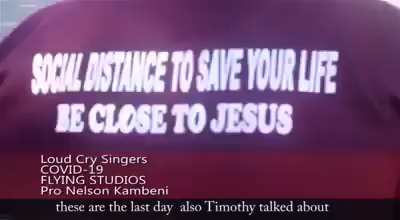 SOCIAL DISTANCE TO SAVE YOUR LIFE
BE CLOSE TO JESUS
Loud Cry Singers
COVID-19
FLYING STUDIOS
Pro Nelson Kambeni
these are the last day also Timothy talked about